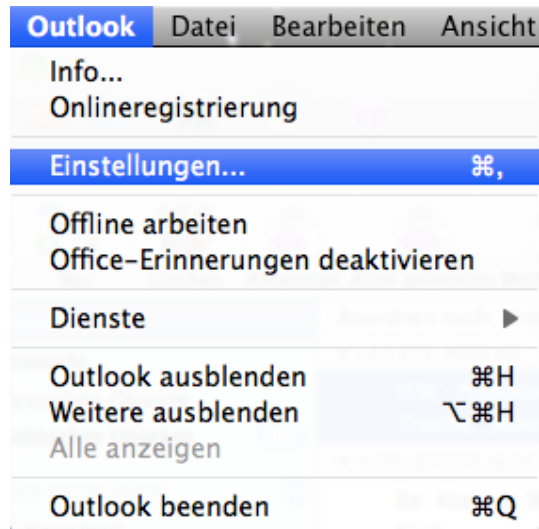 Outlook Datei Bearbeiten Ansicht
Info...
Onlineregistrierung
Einstellungen... ⌘,
Offline arbeiten
Office-Erinnerungen deaktivieren
Dienste ▶
Outlook ausblenden ⌘H
Weitere ausblenden ⌥⌘H
Alle anzeigen
Outlook beenden ⌘Q